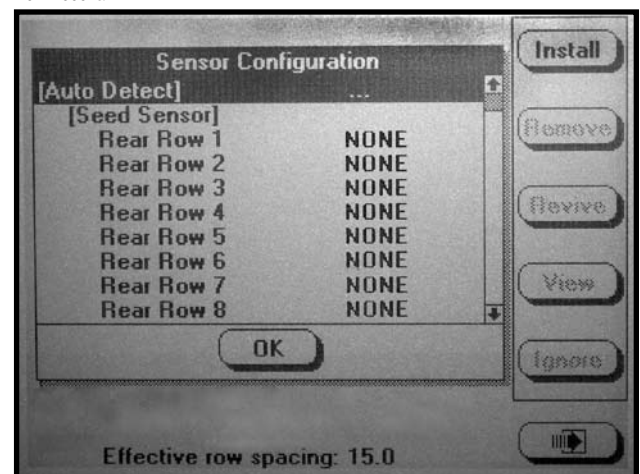 Sensor Configuration
[Auto Detect] ...
[Seed Sensor]
Rear Row 1 NONE
Rear Row 2 NONE
Rear Row 3 NONE
Rear Row 4 NONE
Rear Row 5 NONE
Rear Row 6 NONE
Rear Row 7 NONE
Rear Row 8 NONE
OK
Effective row spacing: 15.0
Install
Remove
Revive
View
Ignore